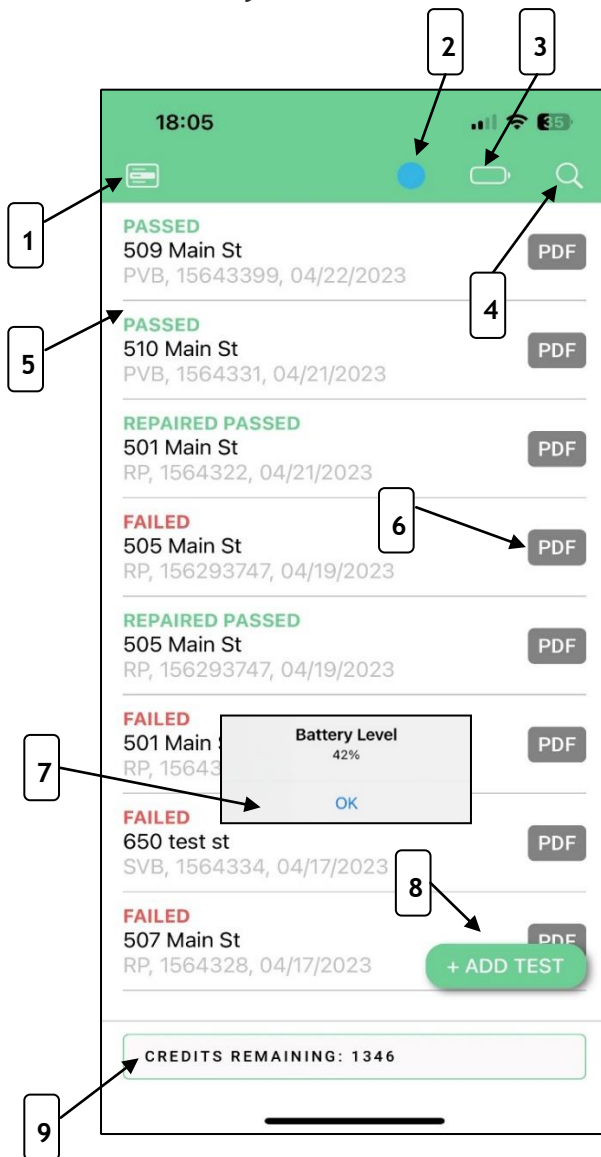 2
3
18:05
35
1
PASSED
509 Main St
PDF
PVB, 15643399, 04/22/2023
4
5
PASSED
510 Main St
PDF
PVB, 1564331, 04/21/2023
REPAIRED PASSED
501 Main St
PDF
RP, 1564322, 04/21/2023
6
FAILED
505 Main St
PDF
RP, 156293747, 04/19/2023
REPAIRED PASSED
505 Main St
PDF
RP, 156293747, 04/19/2023
7
FAILED
501 Main
PDF
RP, 15643
Battery Level
42%
OK
FAILED
650 test st
PDF
SVB, 1564334, 04/17/2023
8
FAILED
507 Main St
PDF
RP, 1564328, 04/17/2023
+ ADD TEST
CREDITS REMAINING: 1346
9